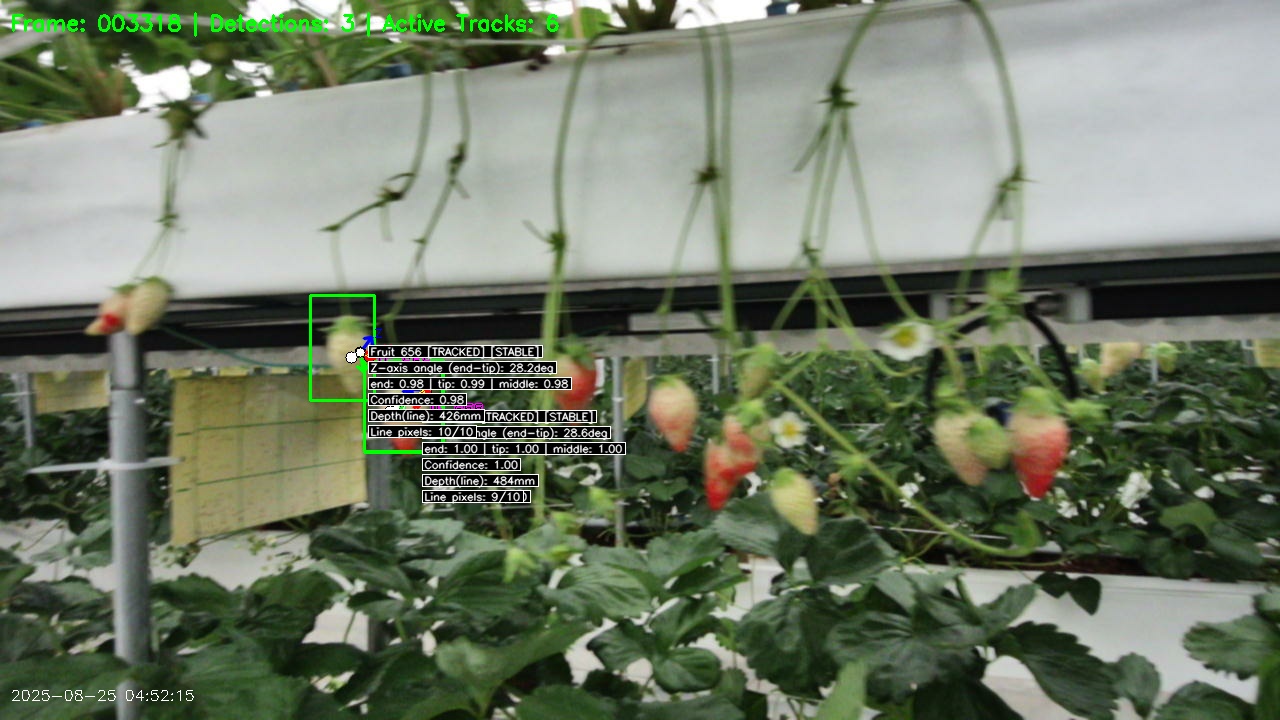 Frame: 003318 | Detections: 3 | Active Tracks: 6
Fruit 656 [TRACKED] [STABLE]
Z-axis angle (end-tip): 28.2deg
end: 0.98 | tip: 0.99 | middle: 0.98
Confidence: 0.98
Depth(line): 426mm
TRACKED] [STABLE]
Line pixels: 10/10
gle (end-tip): 28.6deg
end: 1.00 | tip: 1.00 | middle: 1.00
Confidence: 1.00
Depth(line): 484mm
Line pixels: 9/10
2025-08-25 04:52:15